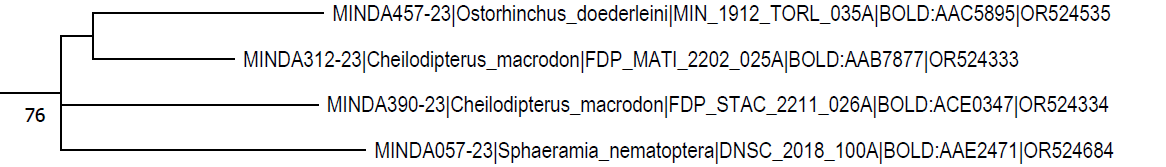 MINDA457-23|Ostorhinchus_doederleini|MIN_1912_TORL_035A|BOLD:AAC5895|OR524535
MINDA312-23|Cheilodipterus_macrodon|FDP_MATI_2202_025A|BOLD:AAB7877|OR524333
MINDA390-23|Cheilodipterus_macrodon|FDP_STAC_2211_026A|BOLD:ACE0347|OR524334
76
MINDA057-23|Sphaeramia_nematoptera|DNSC_2018_100A|BOLD:AAE2471|OR524684